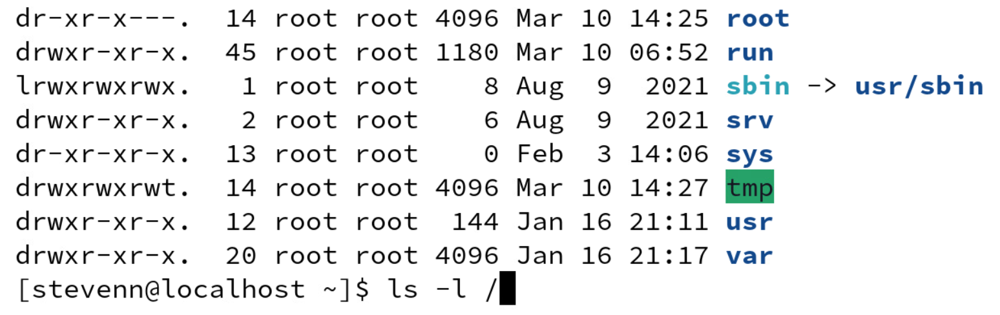 dr-xr-x---.  14 root root 4096 Mar 10 14:25 root
drwxr-xr-x.  45 root root 1180 Mar 10 06:52 run
lrwxrwxrwx.   1 root root    8 Aug  9  2021 sbin -> usr/sbin
drwxr-xr-x.   2 root root    6 Aug  9  2021 srv
dr-xr-xr-x.  13 root root    0 Feb  3 14:06 sys
drwxrwxrwt.  14 root root 4096 Mar 10 14:27 tmp
drwxr-xr-x.  12 root root  144 Jan 16 21:11 usr
drwxr-xr-x.  20 root root 4096 Jan 16 21:17 var
[stevenn@localhost ~]$ ls -l /